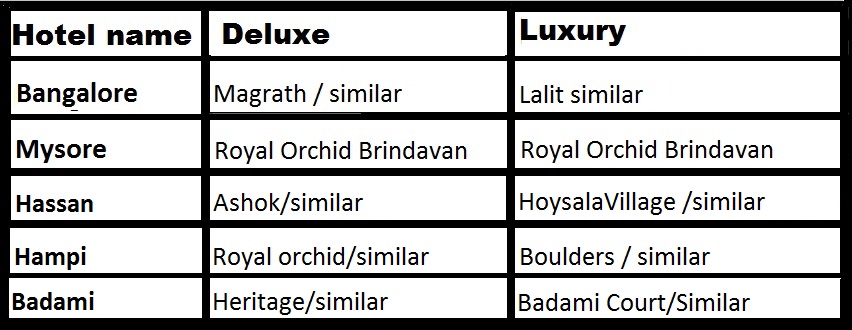 Hotel name Deluxe Luxury
Bangalore Magrath / similar Lalit similar
Mysore Royal Orchid Brindavan Royal Orchid Brindavan
Hassan Ashok/similar HoysalaVillage /similar
Hampi Royal orchid/similar Boulders / similar
Badami Heritage/similar Badami Court/Similar